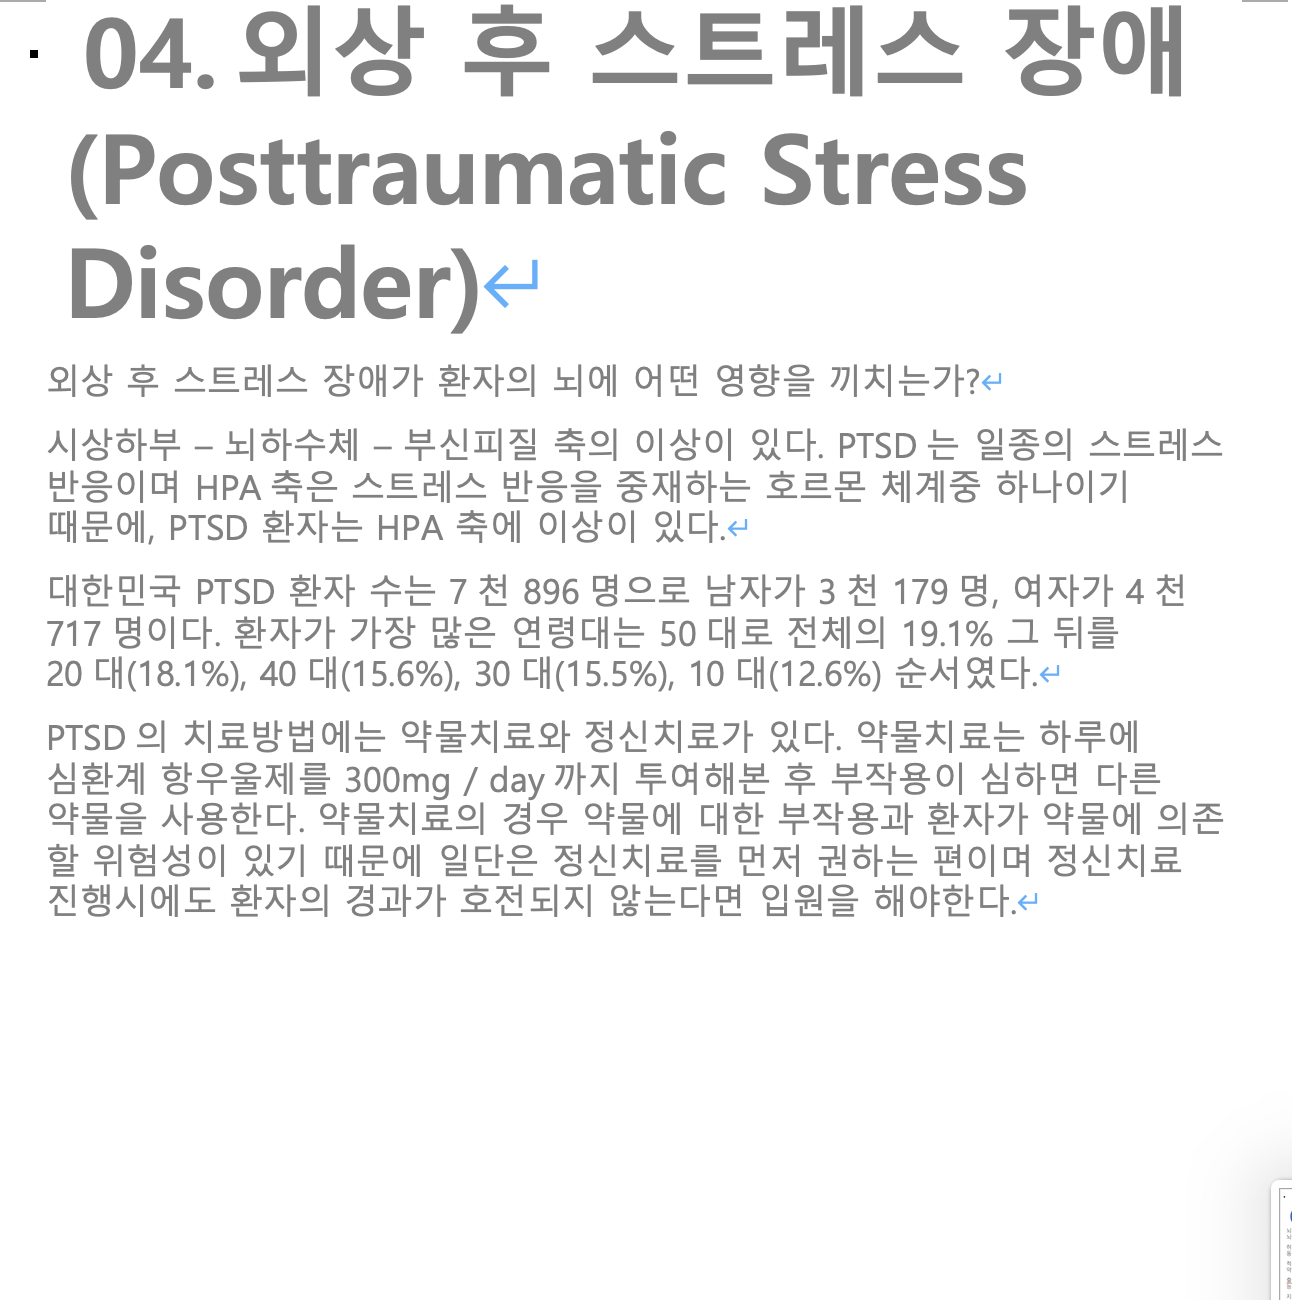 04. 외상 후 스트레스 장애
(Posttraumatic Stress
Disorder)
외상 후 스트레스 장애가 환자의 뇌에 어떤 영향을 끼치는가?
시상하부 – 뇌하수체 – 부신피질 축의 이상이 있다. PTSD 는 일종의 스트레스
반응이며 HPA 축은 스트레스 반응을 중재하는 호르몬 체계중 하나이기
때문에, PTSD 환자는 HPA 축에 이상이 있다.
대한민국 PTSD 환자 수는 7 천 896 명으로 남자가 3 천 179 명, 여자가 4 천
717 명이다. 환자가 가장 많은 연령대는 50 대로 전체의 19.1% 그 뒤를
20 대(18.1%), 40 대(15.6%), 30 대(15.5%), 10 대(12.6%) 순서였다.
PTSD 의 치료방법에는 약물치료와 정신치료가 있다. 약물치료는 하루에
심환계 항우울제를 300mg / day 까지 투여해본 후 부작용이 심하면 다른
약물을 사용한다. 약물치료의 경우 약물에 대한 부작용과 환자가 약물에 의존
할 위험성이 있기 때문에 일단은 정신치료를 먼저 권하는 편이며 정신치료
진행시에도 환자의 경과가 호전되지 않는다면 입원을 해야한다.